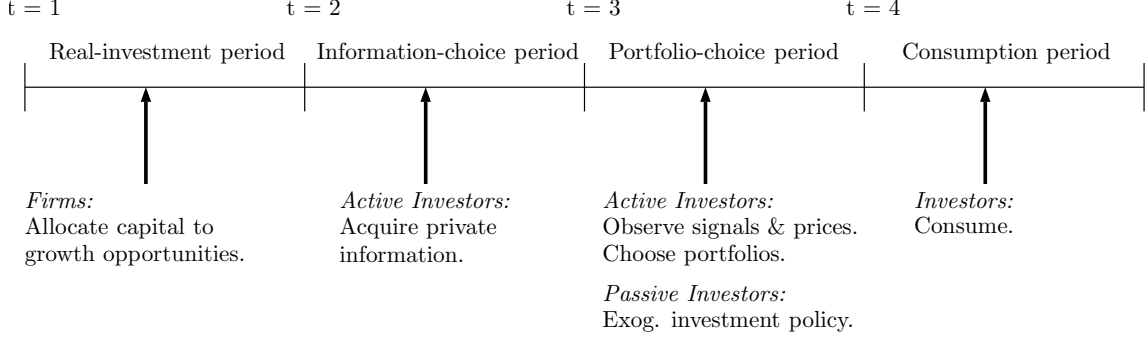 t = 1 t = 2 t = 3 t = 4
Real-investment period Information-choice period Portfolio-choice period Consumption period
Firms:
Allocate capital to
growth opportunities.
Active Investors:
Acquire private
information.
Active Investors:
Observe signals & prices.
Choose portfolios.
Passive Investors:
Exog. investment policy.
Investors:
Consume.